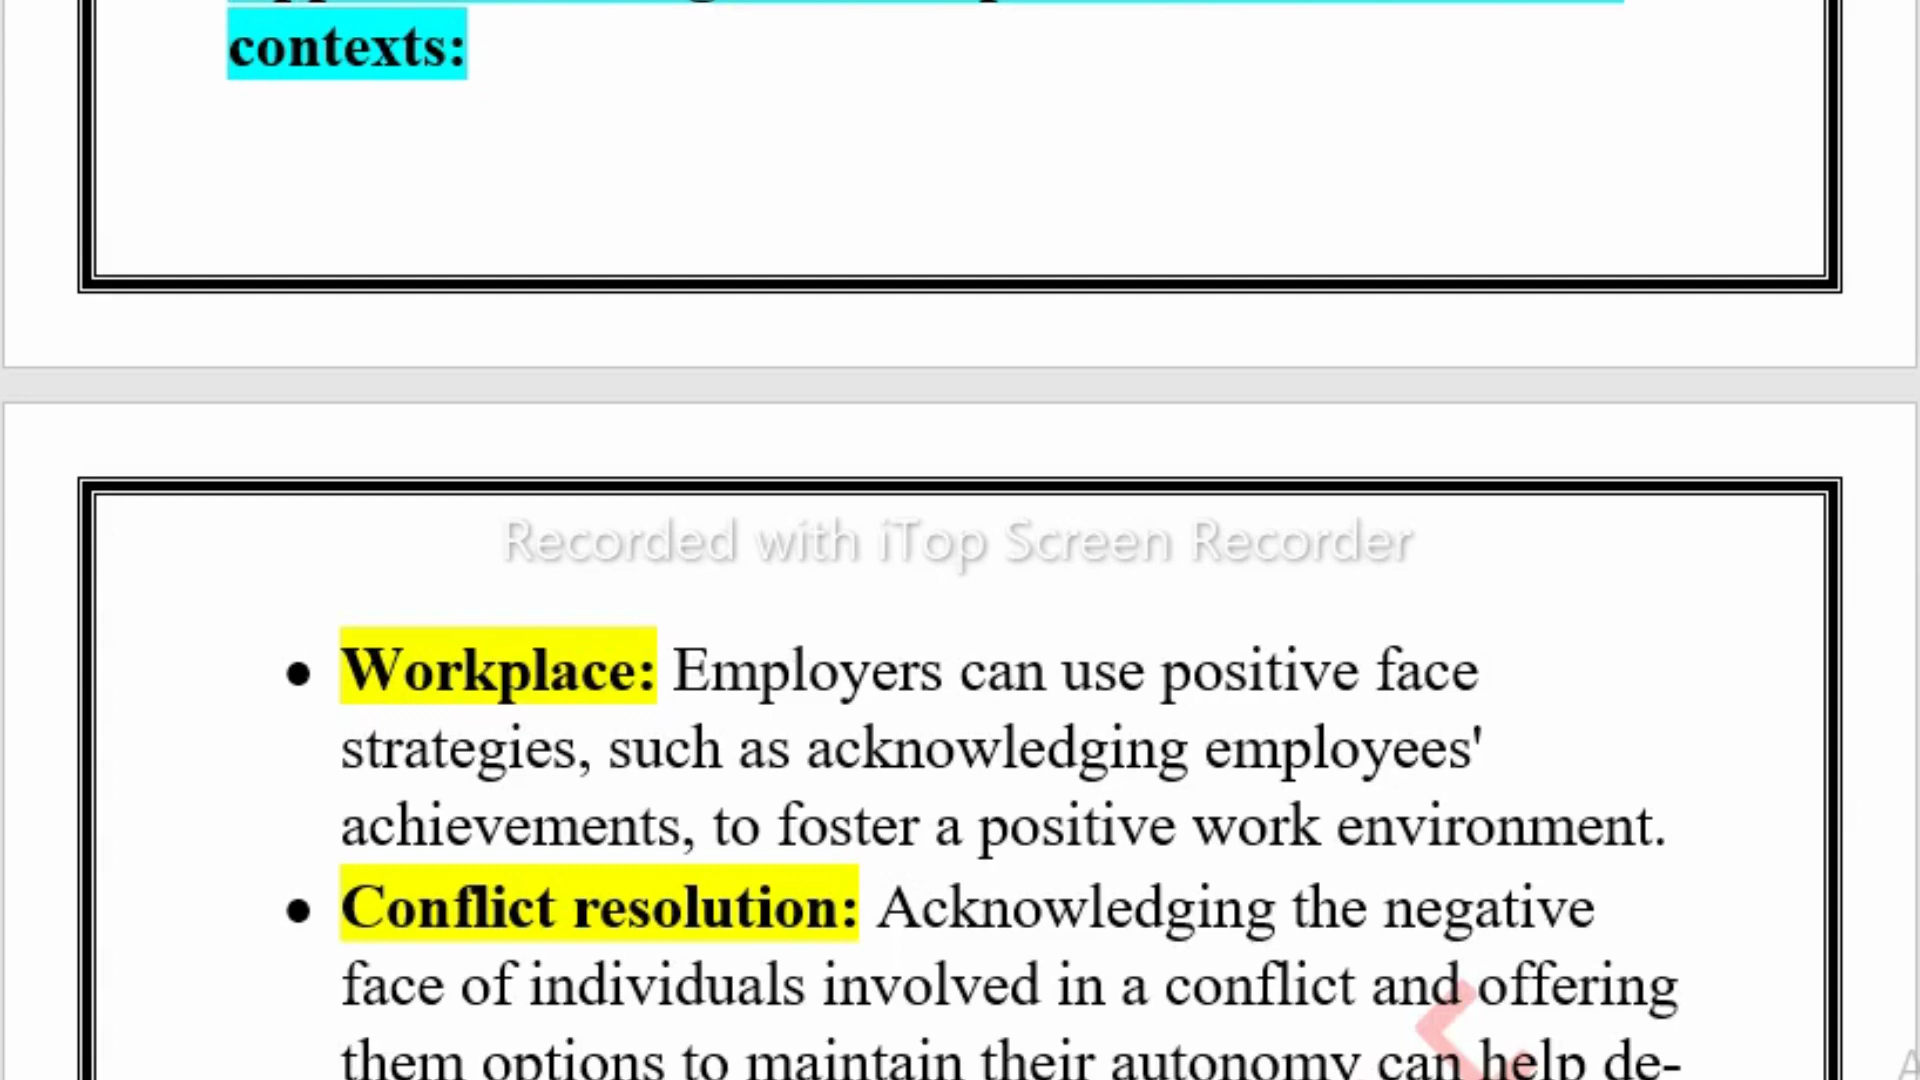 contexts:
Recorded with iTop Screen Recorder
• Workplace: Employers can use positive face
strategies, such as acknowledging employees'
achievements, to foster a positive work environment.
• Conflict resolution: Acknowledging the negative
face of individuals involved in a conflict and offering
them options to maintain their autonomy can help de-